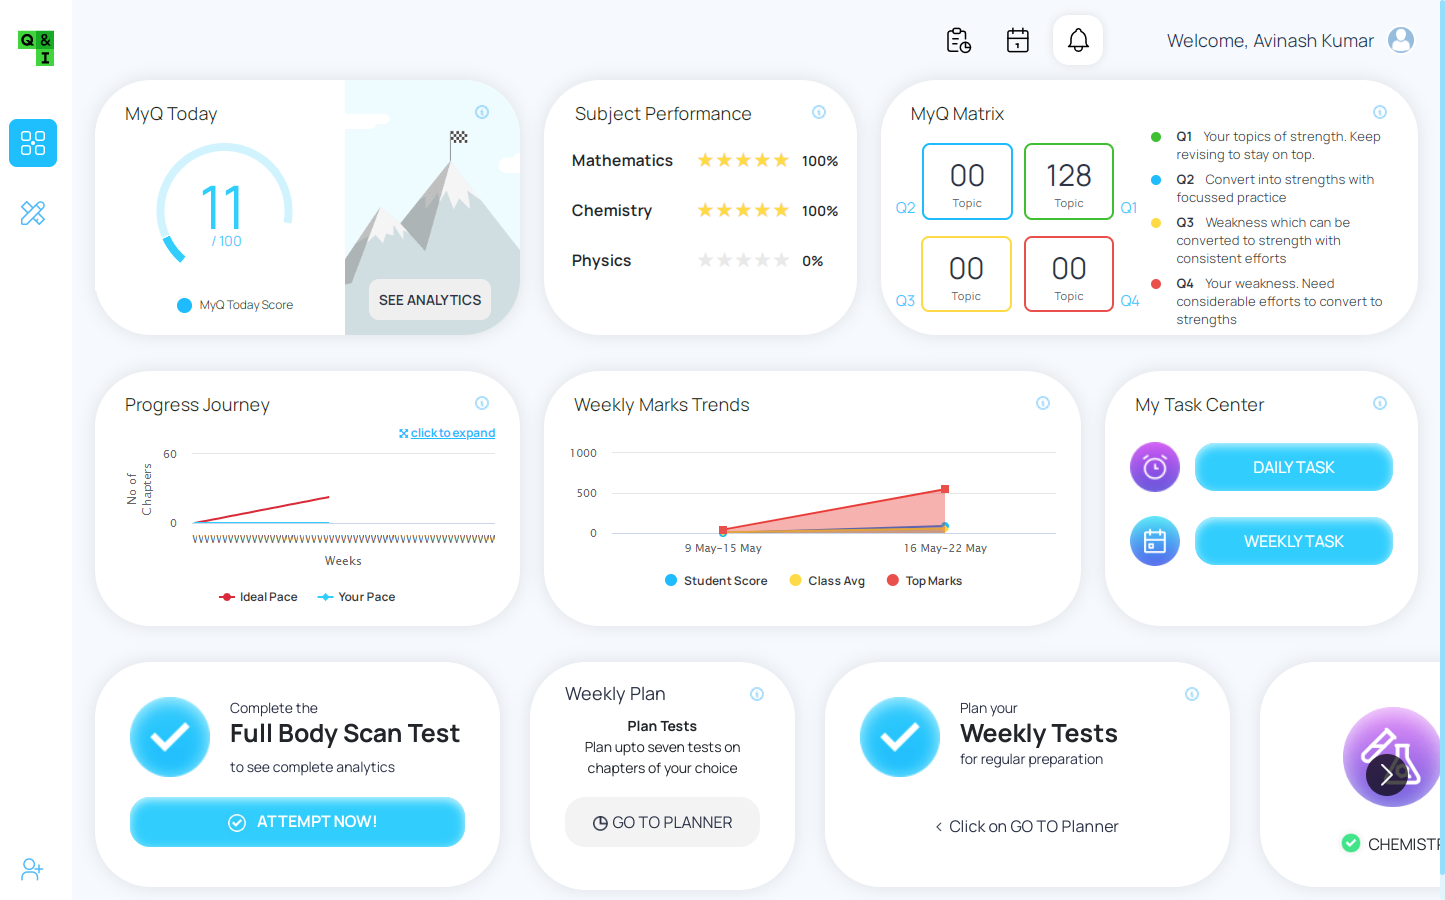 Q &
I
Welcome, Avinash Kumar
MyQ Today
11
/ 100
MyQ Today Score
SEE ANALYTICS
Subject Performance
Mathematics 100%
Chemistry 100%
Physics 0%
MyQ Matrix
Q2
00
Topic
128
Topic
Q1
Q3
00
Topic
00
Topic
Q4
Q1 Your topics of strength. Keep
revising to stay on top.
Q2 Convert into strengths with
focussed practice
Q3 Weakness which can be
converted to strength with
consistent efforts
Q4 Your weakness. Need
considerable efforts to convert to
strengths
Progress Journey
click to expand
60
No of
Chapters
0
Weeks
Ideal Pace Your Pace
Weekly Marks Trends
1000
500
0
9 May-15 May 16 May-22 May
Student Score Class Avg Top Marks
My Task Center
DAILY TASK
WEEKLY TASK
Complete the
Full Body Scan Test
to see complete analytics
ATTEMPT NOW!
Weekly Plan
Plan Tests
Plan upto seven tests on
chapters of your choice
GO TO PLANNER
Plan your
Weekly Tests
for regular preparation
< Click on GO TO Planner
CHEMISTR